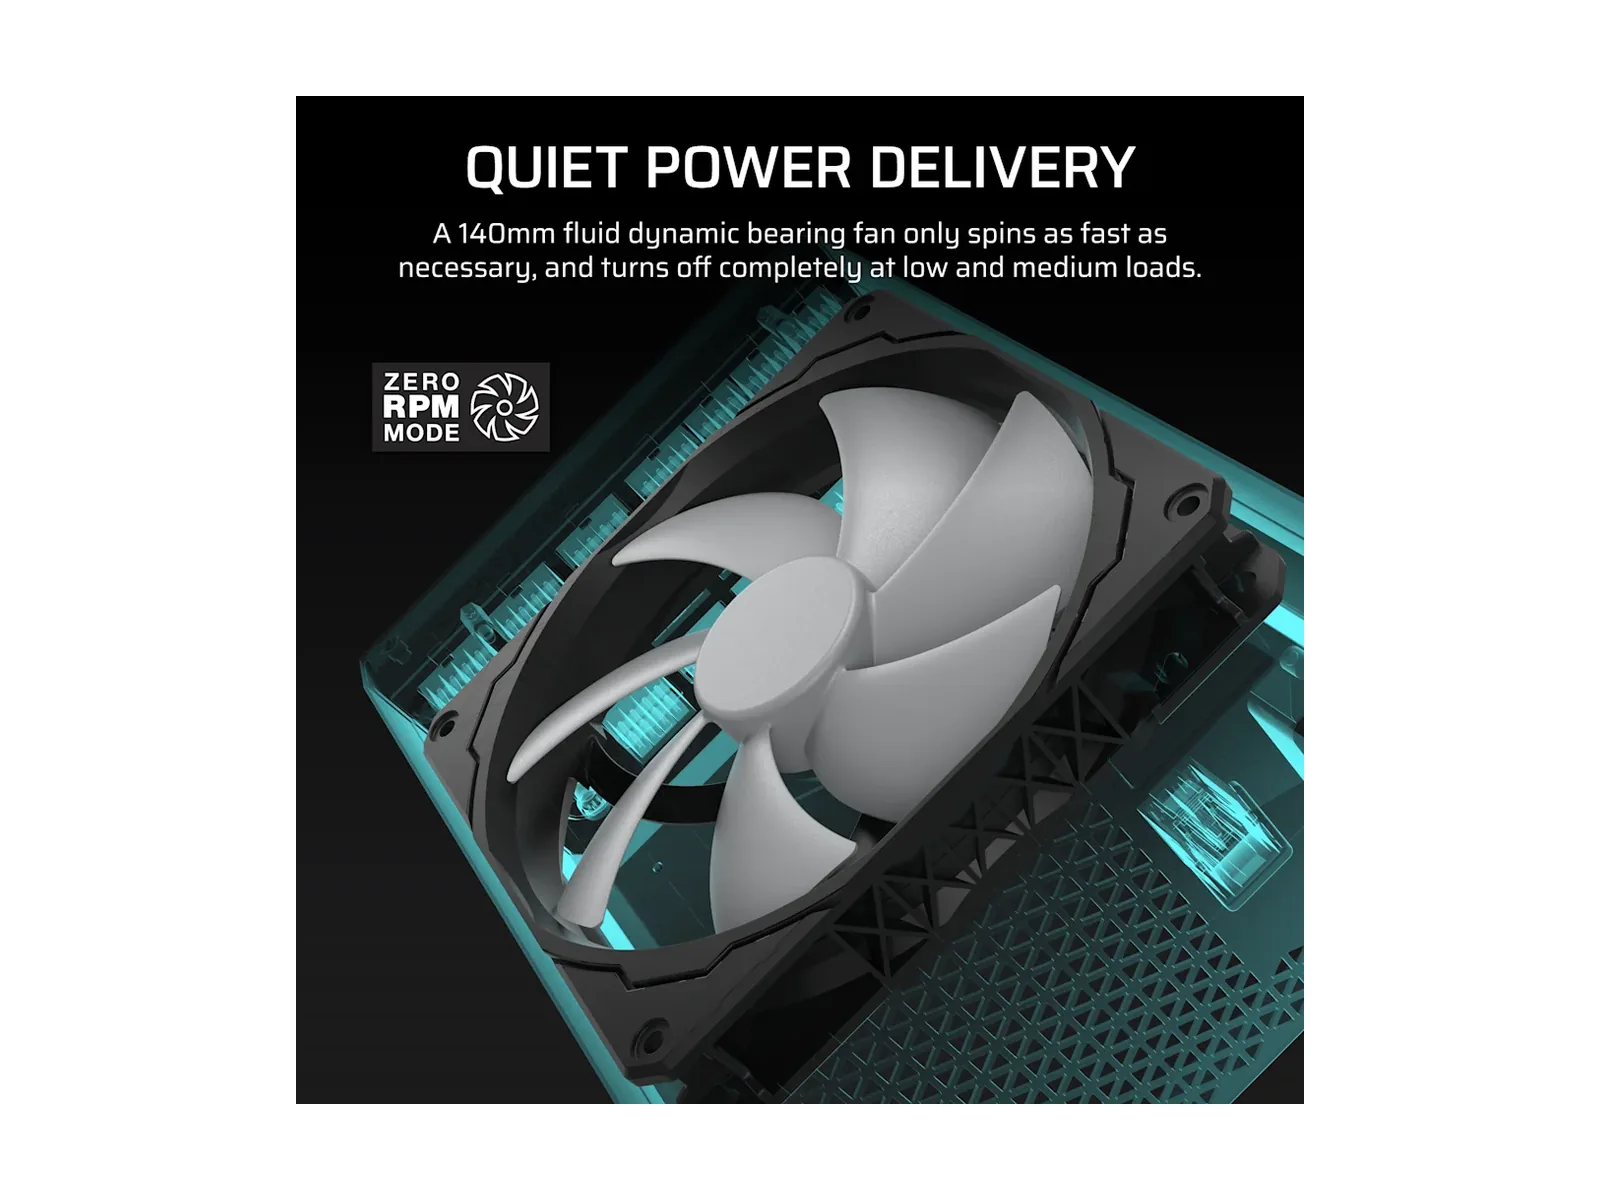 QUIET POWER DELIVERY
A 140mm fluid dynamic bearing fan only spins as fast as
necessary, and turns off completely at low and medium loads.
ZERO
RPM
MODE